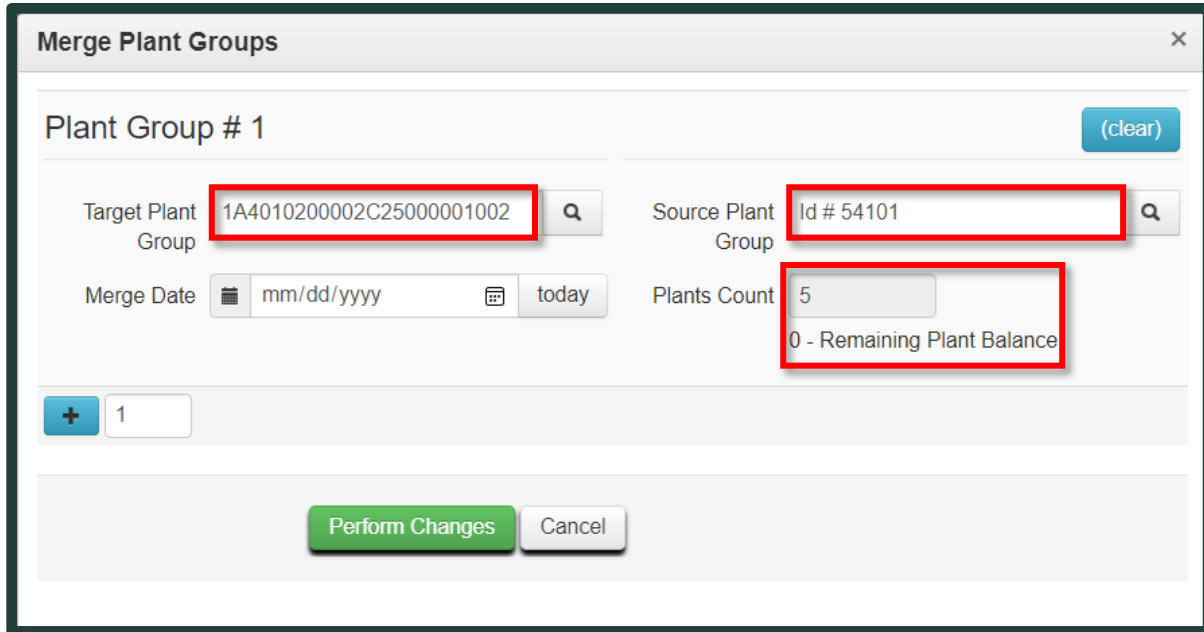 Merge Plant Groups ×
Plant Group # 1 (clear)
Target Plant 1A4010200002C25000001002 Source Plant Id # 54101
Group Group
Merge Date mm/dd/yyyy today Plants Count 5
0 - Remaining Plant Balance
+ 1
Perform Changes Cancel